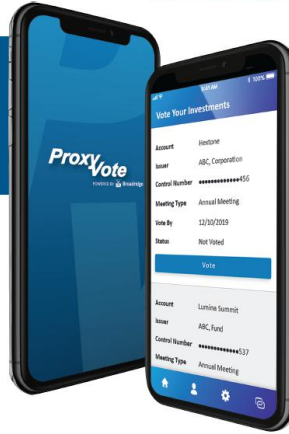 Proxy
Vote
POWERED BY Broadridge
9:41 AM 100%
Vote Your Investments
Account Hextone
Issuer ABC, Corporation
Control Number •••••••••••••456
Meeting Type Annual Meeting
Vote By 12/10/2019
Status Not Voted
Vote
Account Lumine Summit
Issuer ABC, Fund
Control Number •••••••••••••537
Meeting Type Annual Meeting